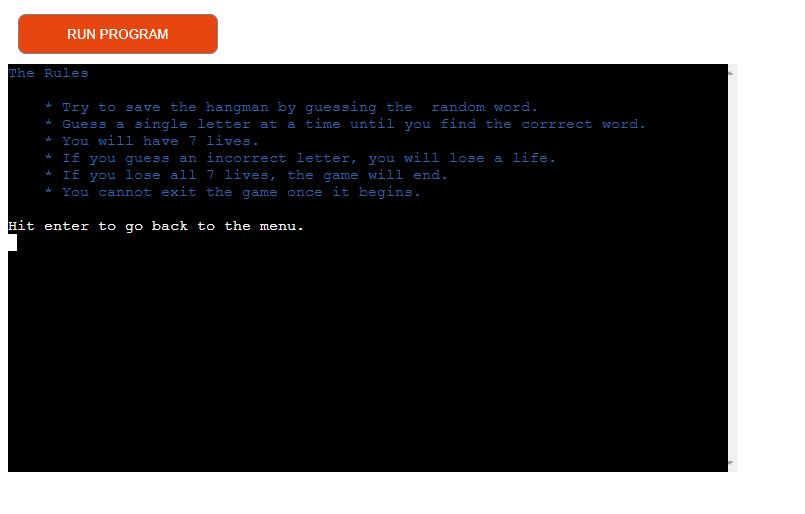 RUN PROGRAM
The Rules
* Try to save the hangman by guessing the  random word.
* Guess a single letter at a time until you find the corrrect word.
* You will have 7 lives.
* If you guess an incorrect letter, you will lose a life.
* If you lose all 7 lives, the game will end.
* You cannot exit the game once it begins.
Hit enter to go back to the menu.